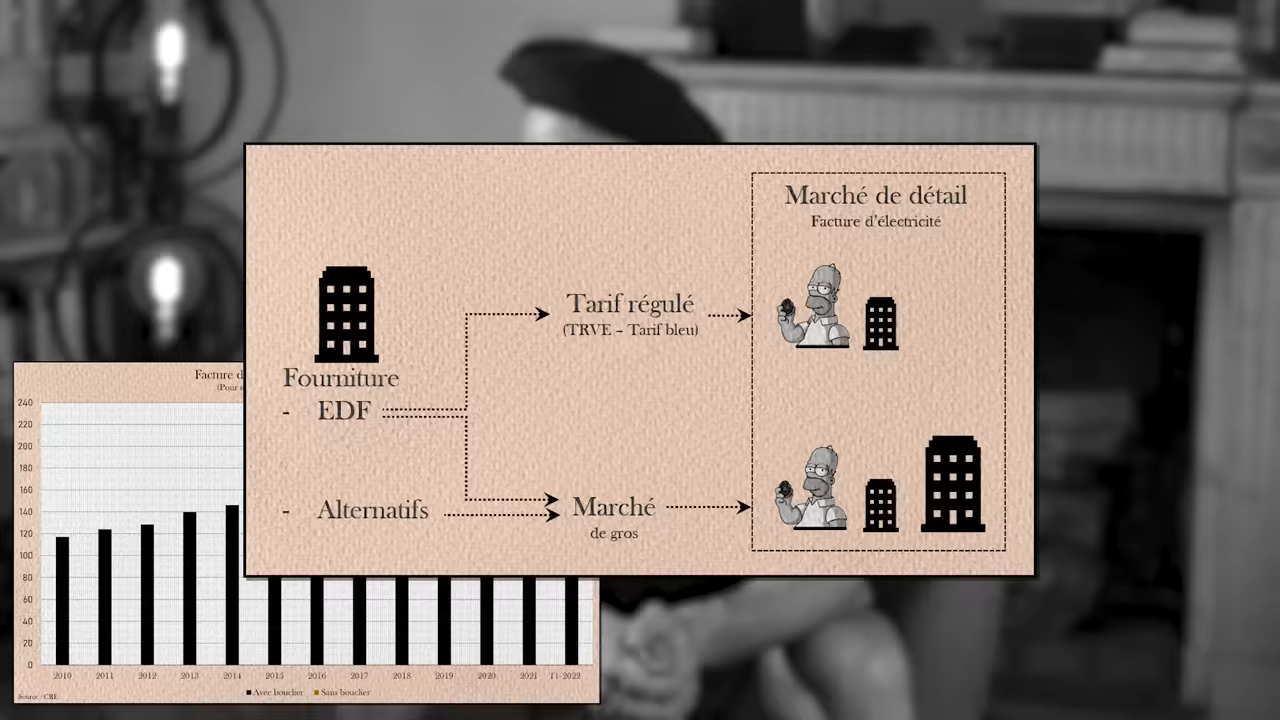 Marché de détail
Facture d’électricité
Tarif régulé
(TRVE – Tarif bleu)
Fourniture
- EDF
- Alternatifs
Marché
de gros
Facture d
(Pour
240
220
200
180
160
140
120
100
80
60
40
20
0
2010 2011 2012 2013 2014 2015 2016 2017 2018 2019 2020 2021 T1-2022
Avec bouclier Sans bouclier
Source : CRE